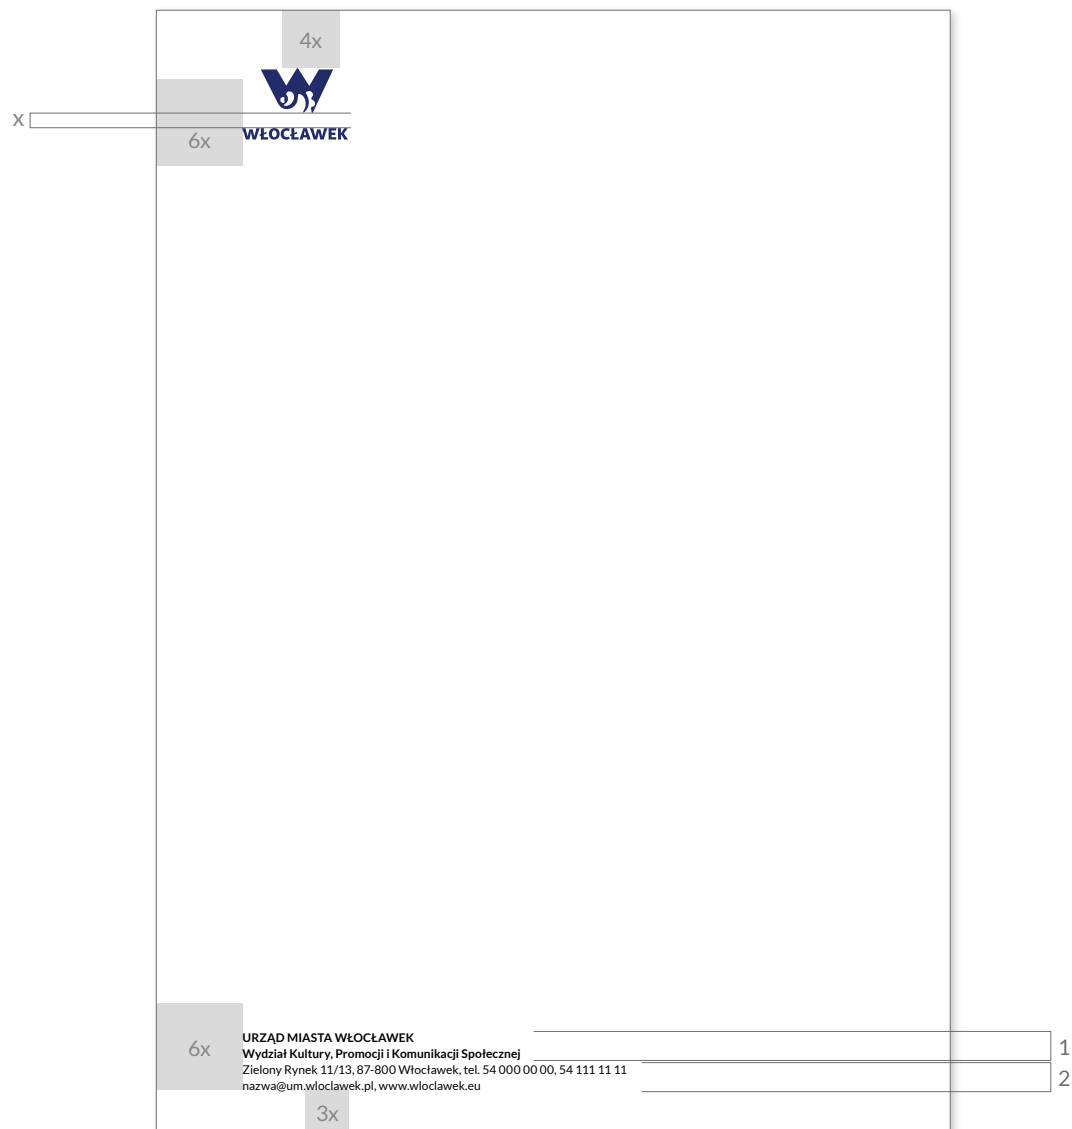 4x
x
6x
WŁOCŁAWEK
6x
URZĄD MIASTA WŁOCŁAWEK
Wydział Kultury, Promocji i Komunikacji Społecznej
Zielony Rynek 11/13, 87-800 Włocławek, tel. 54 000 00 00, 54 111 11 11
nazwa@um.wloclawek.pl, www.wloclawek.eu
1
2
3x